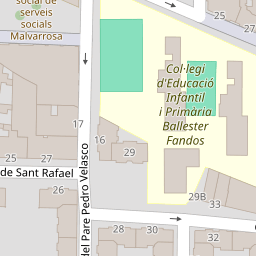 social de
serveis
socials
Malvarrosa
Col·legi
d'Educació
Infantil
i Primària
Ballester
Fandos
17
16
29
25
27
de Sant Rafael
del Pare Pedro Velasco
29B
31
25
26
28
30
32